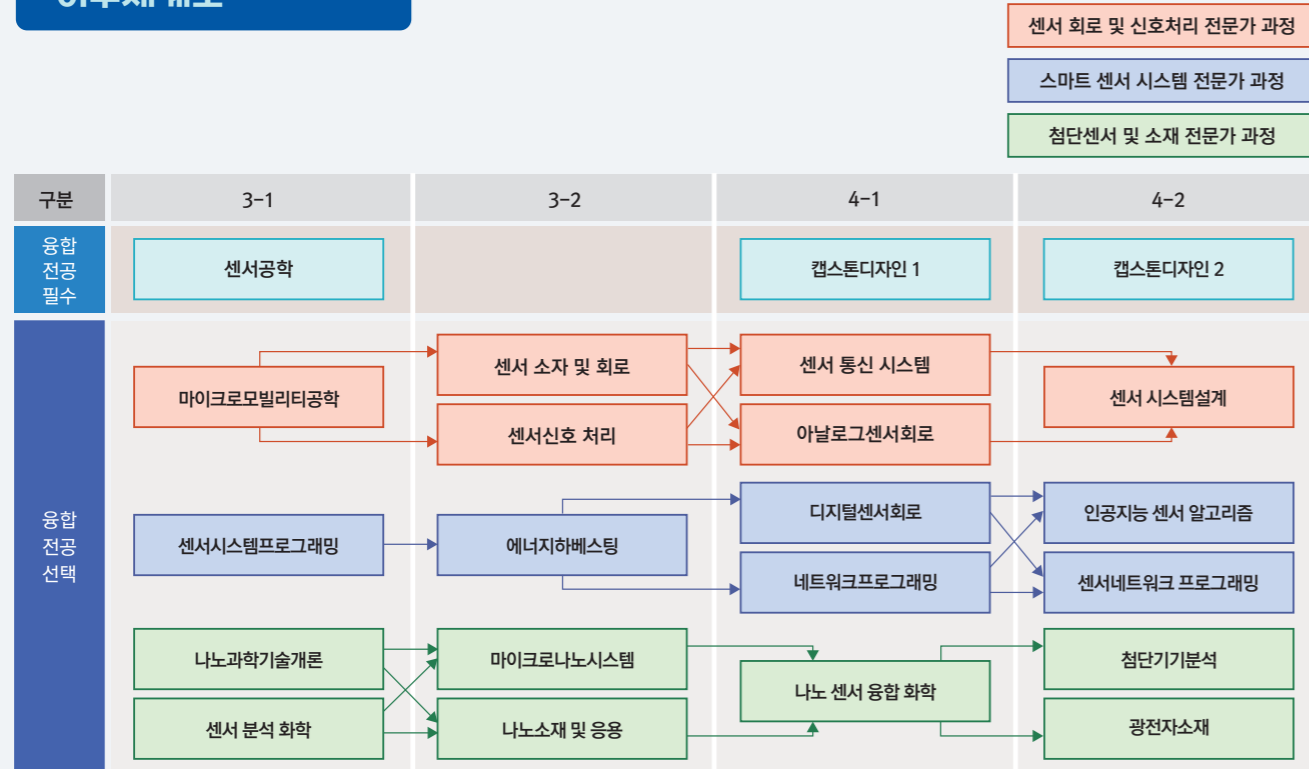 이수체계도
센서 회로 및 신호처리 전문가 과정
스마트 센서 시스템 전문가 과정
첨단센서 및 소재 전문가 과정
구분
3-1
3-2
4-1
4-2
융합
전공
필수
센서공학
캡스톤디자인 1
캡스톤디자인 2
융합
전공
선택
마이크로모빌리티공학
센서 소자 및 회로
센서신호 처리
센서 통신 시스템
아날로그센서회로
센서 시스템설계
센서시스템프로그래밍
에너지하베스팅
디지털센서회로
네트워크프로그래밍
인공지능 센서 알고리즘
센서네트워크 프로그래밍
나노과학기술개론
센서 분석 화학
마이크로나노시스템
나노소재 및 응용
나노 센서 융합 화학
첨단기기분석
광전자소재